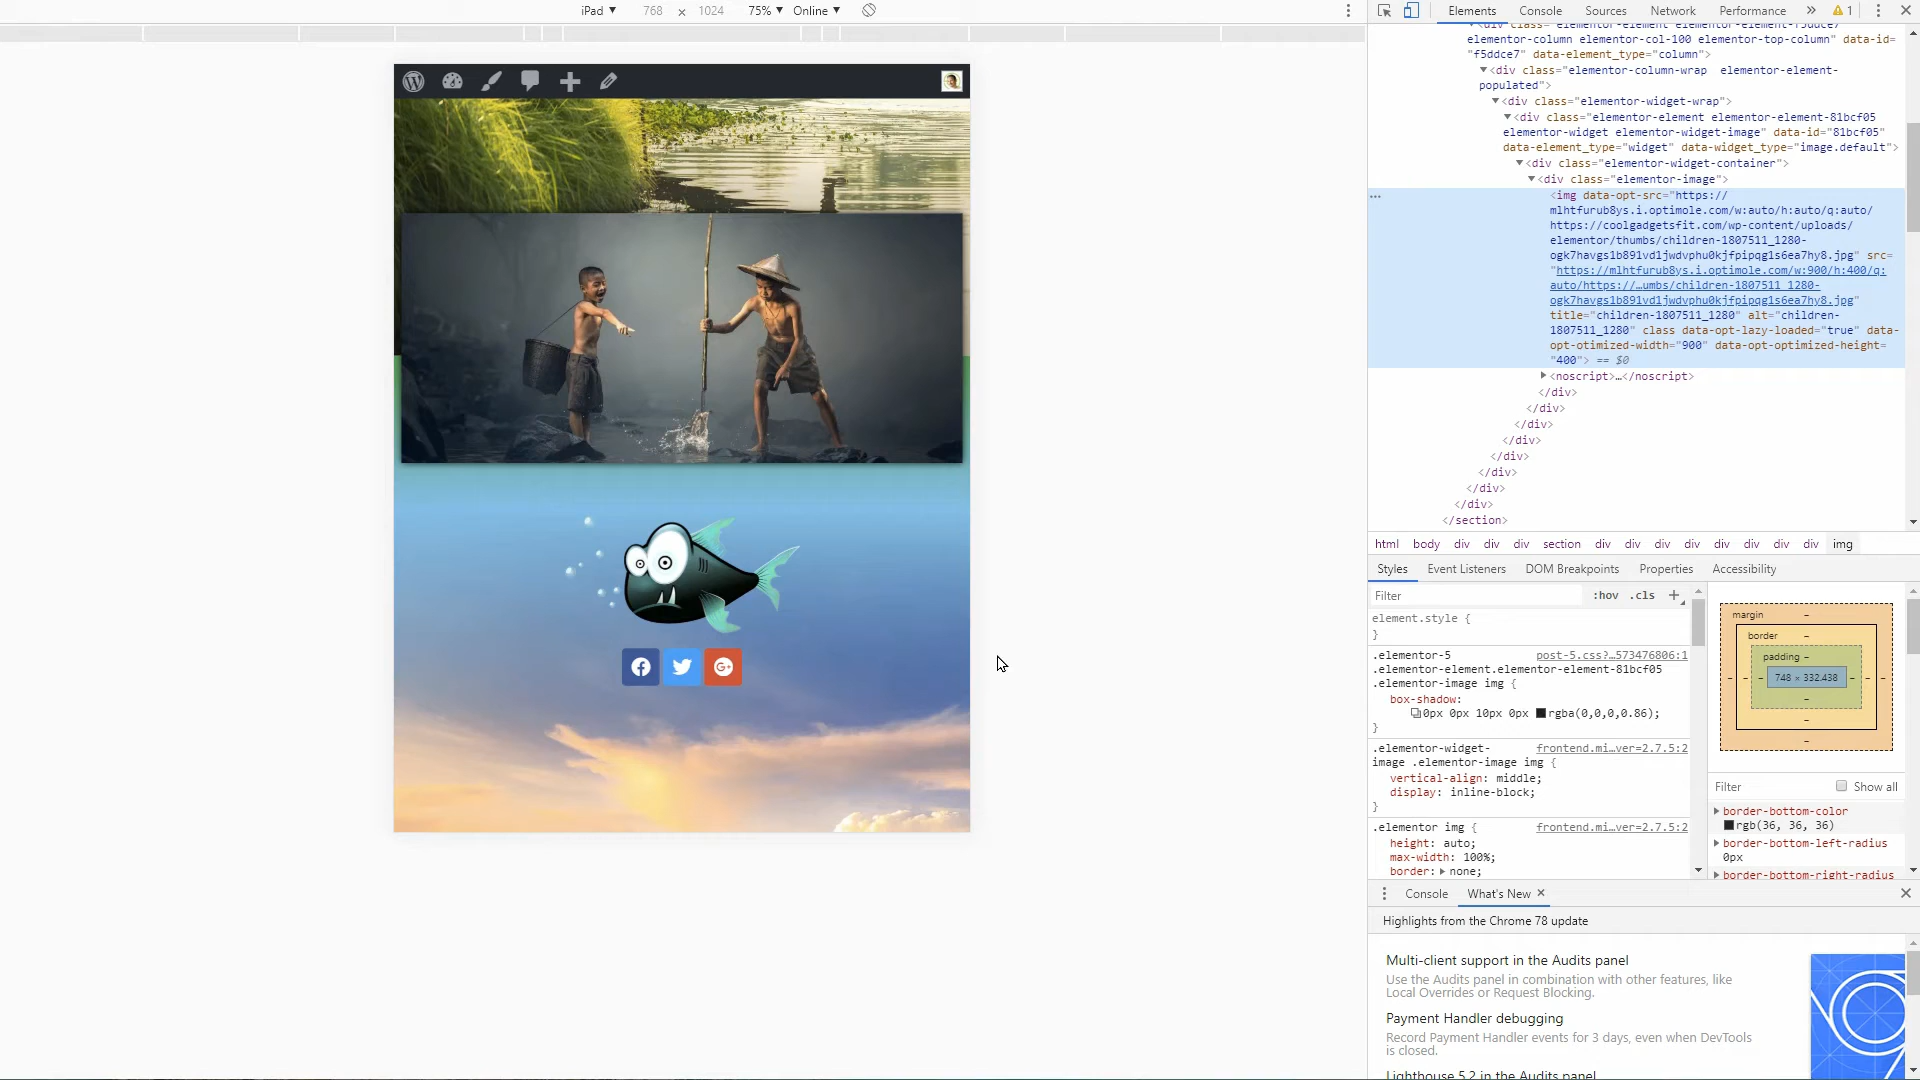 iPad ▼ 768 × 1024 75% ▼ Online ▼
Elements Console Sources Network Performance » 1
elementor-column elementor-col-100 elementor-top-column" data-id=
"f5ddce7" data-element_type="column">
<div class="elementor-column-wrap elementor-element-
populated">
<div class="elementor-widget-wrap">
<div class="elementor-element elementor-element-81bcf05
elementor-widget elementor-widget-image" data-id="81bcf05"
data-element_type="widget" data-widget_type="image.default">
<div class="elementor-widget-container">
<div class="elementor-image">
<img data-opt-src="https://
mlhtfurub8ys.i.optimole.com/w:auto/h:auto/q:auto/
https://coolgadgetsfit.com/wp-content/uploads/
elementor/thumbs/children-1807511_1280-
ogk7havgs1b891vd1jwdvphu0kjfpipqg1s6ea7hy8.jpg" src=
"https://mlhtfurub8ys.i.optimole.com/w:900/h:400/q:
auto/https://…umbs/children-1807511_1280-
ogk7havgs1b891vd1jwdvphu0kjfpipqg1s6ea7hy8.jpg"
title="children-1807511_1280" alt="children-
1807511_1280" class data-opt-lazy-loaded="true" data-
opt-otimized-width="900" data-opt-optimized-height=
"400"> == $0
<noscript>…</noscript>
</div>
</div>
</div>
</div>
</div>
</div>
</div>
</div>
</section>
html body div div div section div div div div div div div div img
Styles Event Listeners DOM Breakpoints Properties Accessibility
Filter :hov .cls +
element.style {
}
.elementor-5 post-5.css?…573476806:1
.elementor-element.elementor-element-81bcf05
.elementor-image img {
box-shadow:
0px 0px 10px 0px rgba(0,0,0,0.86);
}
.elementor-widget- frontend.mi…ver=2.7.5:2
image .elementor-image img {
vertical-align: middle;
display: inline-block;
}
.elementor img { frontend.mi…ver=2.7.5:2
height: auto;
max-width: 100%;
border: none;
margin –
border –
padding –
– – – 748 × 332.438 – – –
–
–
–
Filter Show all
border-bottom-color
rgb(36, 36, 36)
border-bottom-left-radius
0px
border-bottom-right-radius
Console What's New ×
Highlights from the Chrome 78 update
Multi-client support in the Audits panel
Use the Audits panel in combination with other features, like
Local Overrides or Request Blocking.
Payment Handler debugging
Record Payment Handler events for 3 days, even when DevTools
is closed.
Lighthouse 5.2 in the Audits panel